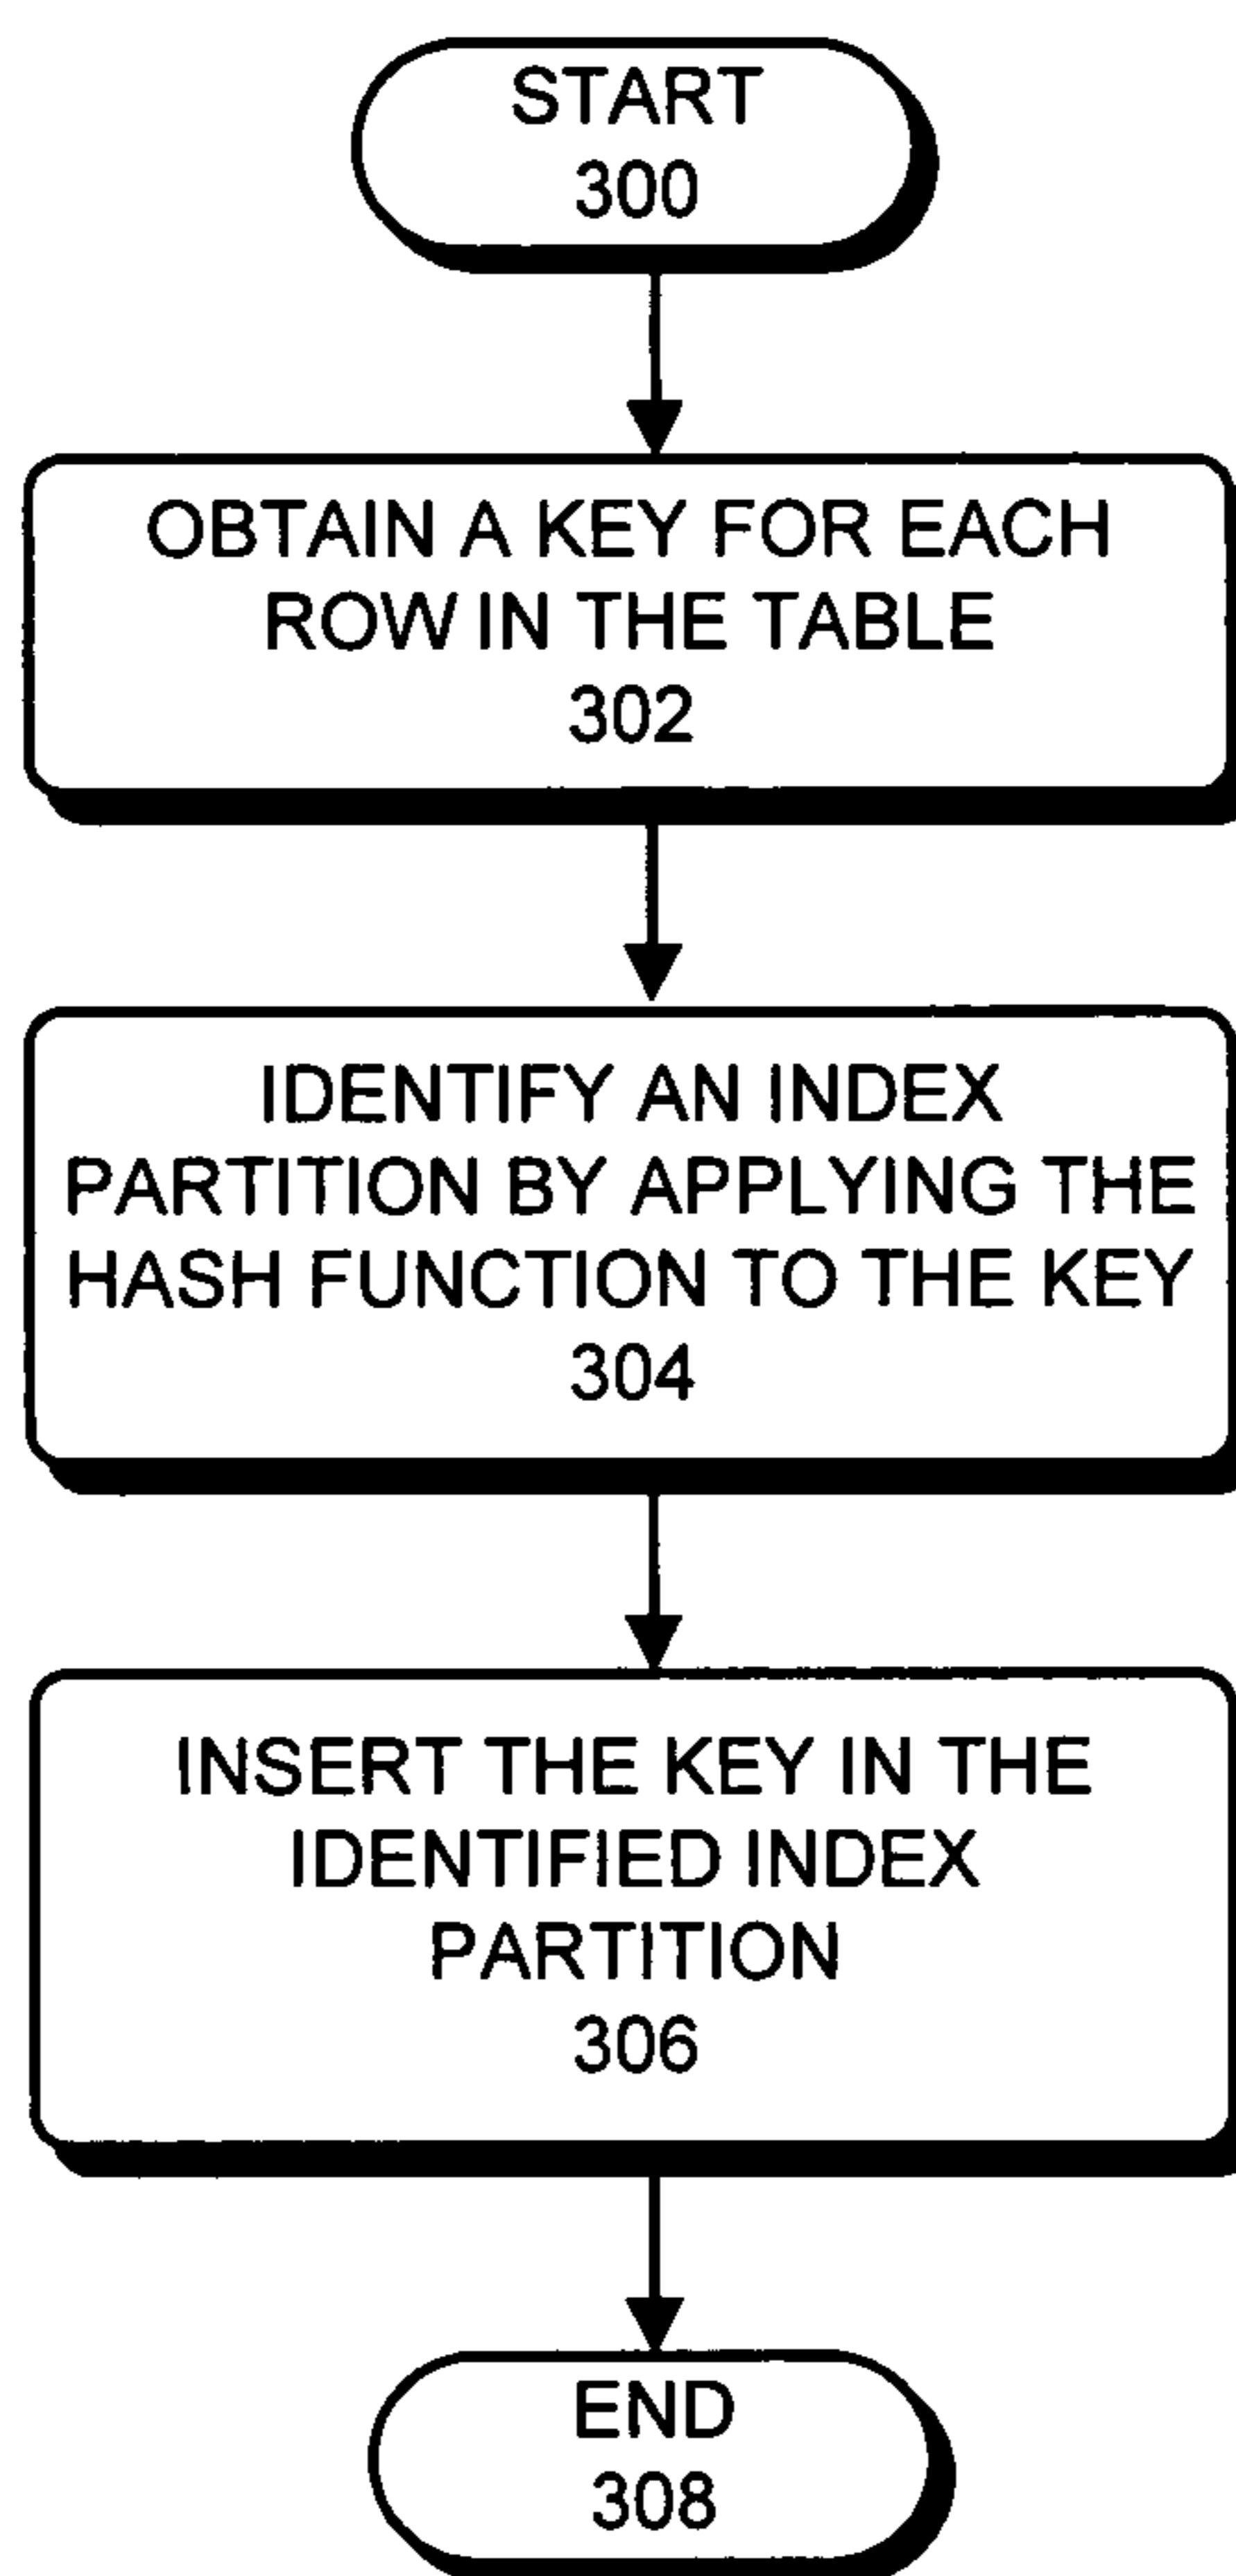 START
300
OBTAIN A KEY FOR EACH
ROW IN THE TABLE
302
IDENTIFY AN INDEX
PARTITION BY APPLYING THE
HASH FUNCTION TO THE KEY
304
INSERT THE KEY IN THE
IDENTIFIED INDEX
PARTITION
306
END
308